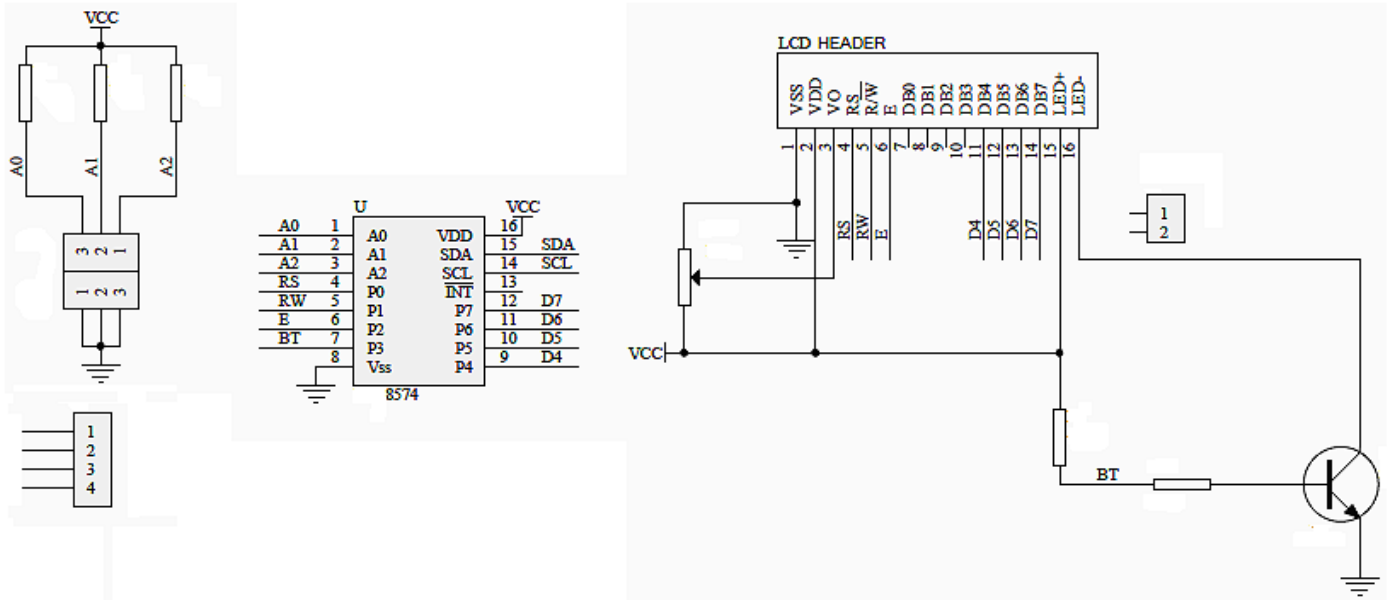 VCC
A0
A1
A2
3 2 1
1 2 3
1
2
3
4
U
VCC
A0 1 A0 VDD 16
A1 2 A1 SDA 15 SDA
A2 3 A2 SCL 14 SCL
RS 4 P0 INT 13
RW 5 P1 P7 12 D7
E 6 P2 P6 11 D6
BT 7 P3 P5 10 D5
8 Vss P4 9 D4
8574
LCD HEADER
VSS
VDD
VO
RS
R/W
E
DB0
DB1
DB2
DB3
DB4
DB5
DB6
DB7
LED+
LED-
1
2
3
4
5
6
7
8
9
10
11
12
13
14
15
16
RS
RW
E
D4
D5
D6
D7
1
2
VCC
BT